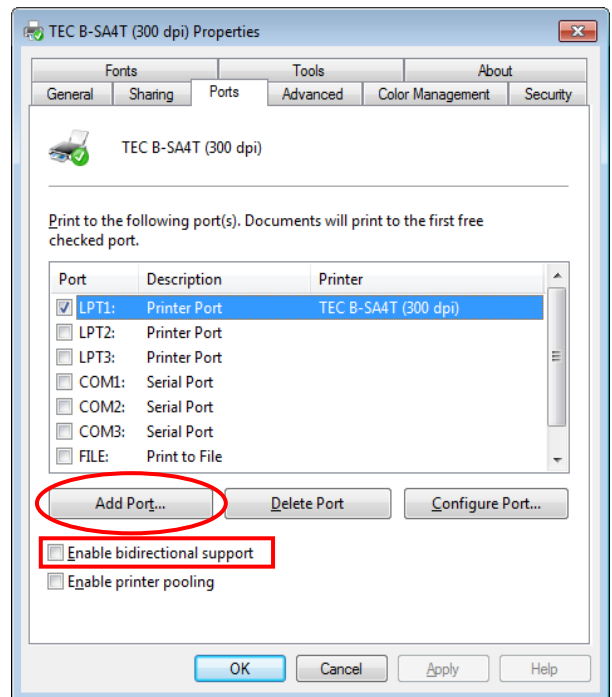 TEC B-SA4T (300 dpi) Properties
Fonts Tools About
General Sharing Ports Advanced Color Management Security
TEC B-SA4T (300 dpi)
Print to the following port(s). Documents will print to the first free
checked port.
Port Description Printer
LPT1: Printer Port TEC B-SA4T (300 dpi)
LPT2: Printer Port
LPT3: Printer Port
COM1: Serial Port
COM2: Serial Port
COM3: Serial Port
FILE: Print to File
Add Port... Delete Port Configure Port...
Enable bidirectional support
Enable printer pooling
OK Cancel Apply Help